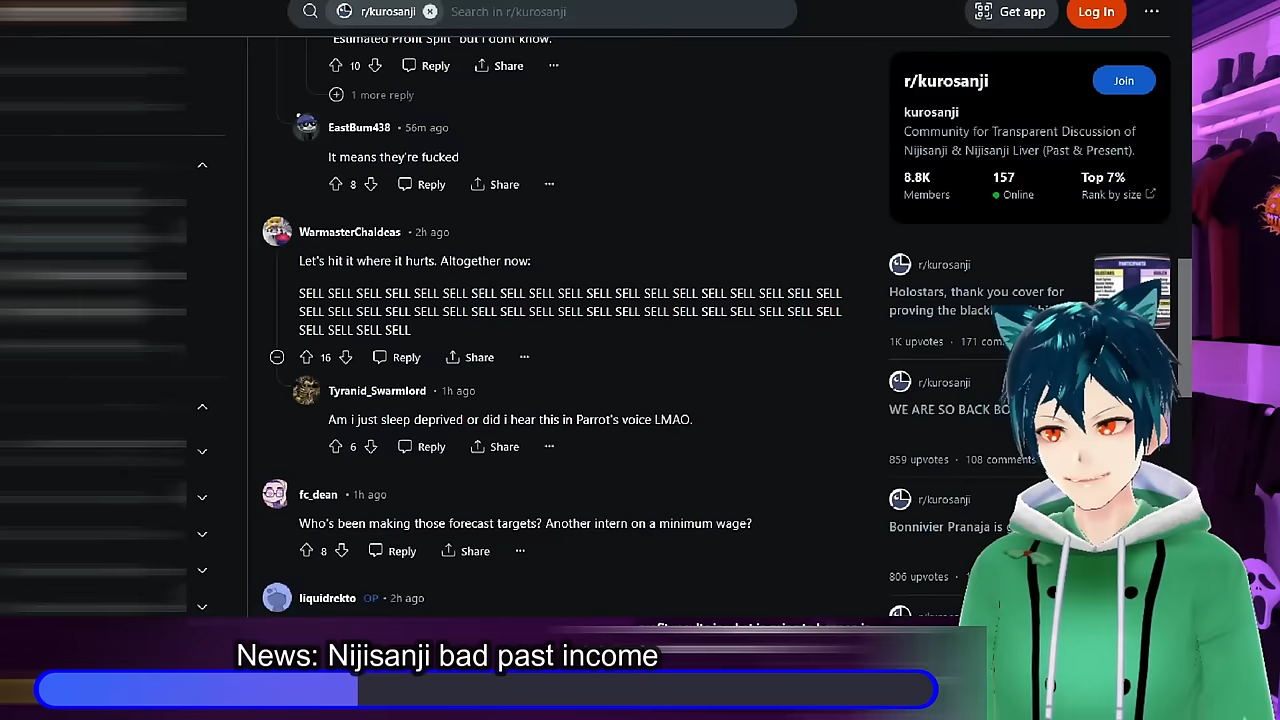 r/kurosanji
Search in r/kurosanji
Get app
Log In
"Estimated Profit Split" but i dont know.
10
Reply
Share
1 more reply
EastBum438 • 56m ago
It means they're fucked
8
Reply
Share
WarmasterChaldeas • 2h ago
Let's hit it where it hurts. Altogether now:
SELL SELL SELL SELL SELL SELL SELL SELL SELL SELL SELL SELL SELL SELL SELL SELL SELL SELL SELL
SELL SELL SELL SELL SELL SELL SELL SELL SELL SELL SELL SELL SELL SELL SELL SELL SELL SELL SELL
SELL SELL SELL SELL
16
Reply
Share
Tyranid_Swarmlord • 1h ago
Am i just sleep deprived or did i hear this in Parrot's voice LMAO.
6
Reply
Share
fc_dean • 1h ago
Who's been making those forecast targets? Another intern on a minimum wage?
8
Reply
Share
liquidrekto OP • 2h ago
r/kurosanji
Join
kurosanji
Community for Transparent Discussion of
Nijisanji & Nijisanji Liver (Past & Present).
8.8K
157
Top 7%
Members
Online
Rank by size
r/kurosanji
Holostars, thank you cover for
proving the
1K upvotes • 171
r/kurosanji
WE ARE SO BACK
859 upvotes • 108 comments
r/kurosanji
Bonnivier Pranaja is
806 upvotes •
News: Nijisanji bad past income